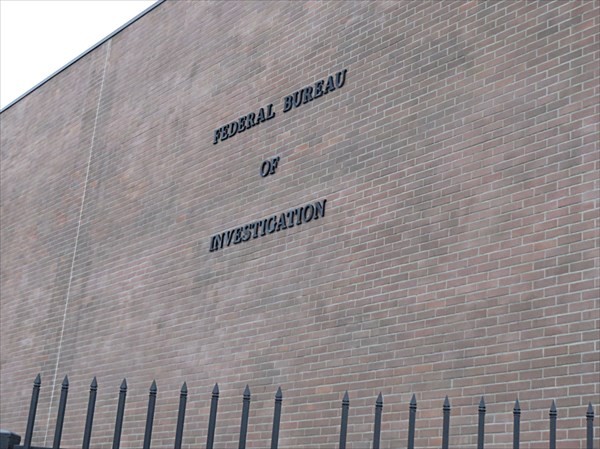 FEDERAL BUREAU
OF
INVESTIGATION